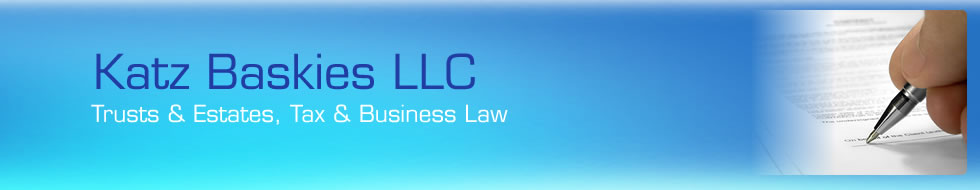 Katz Baskies LLC
Trusts & Estates, Tax & Business Law